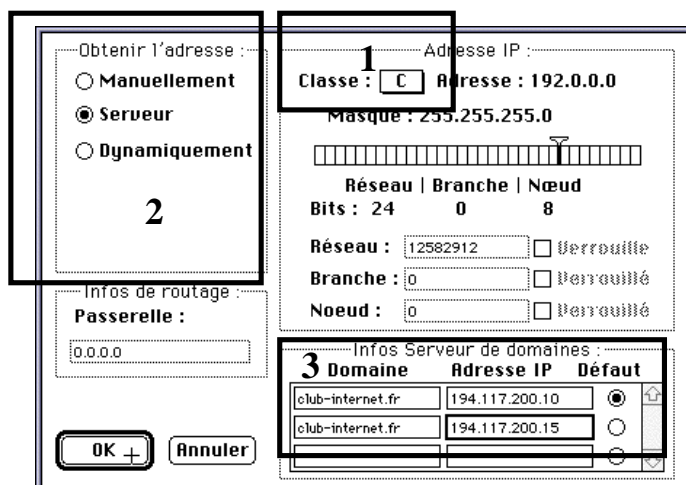 Obtenir l'adresse :
Manuellement
Serveur
Dynamiquement
2
Infos de routage :
Passerelle :
0.0.0.0
OK
Annuler
1
Adresse IP :
Classe : C Adresse : 192.0.0.0
Masque : 255.255.255.0
Réseau | Branche | Nœud
Bits : 24 0 8
Réseau : 12582912 Verrouille
Branche : 0 Verrouillé
Noeud : 0 Verrouillé
Infos Serveur de domaines :
3
Domaine Adresse IP Défaut
club-internet.fr 194.117.200.10
club-internet.fr 194.117.200.15